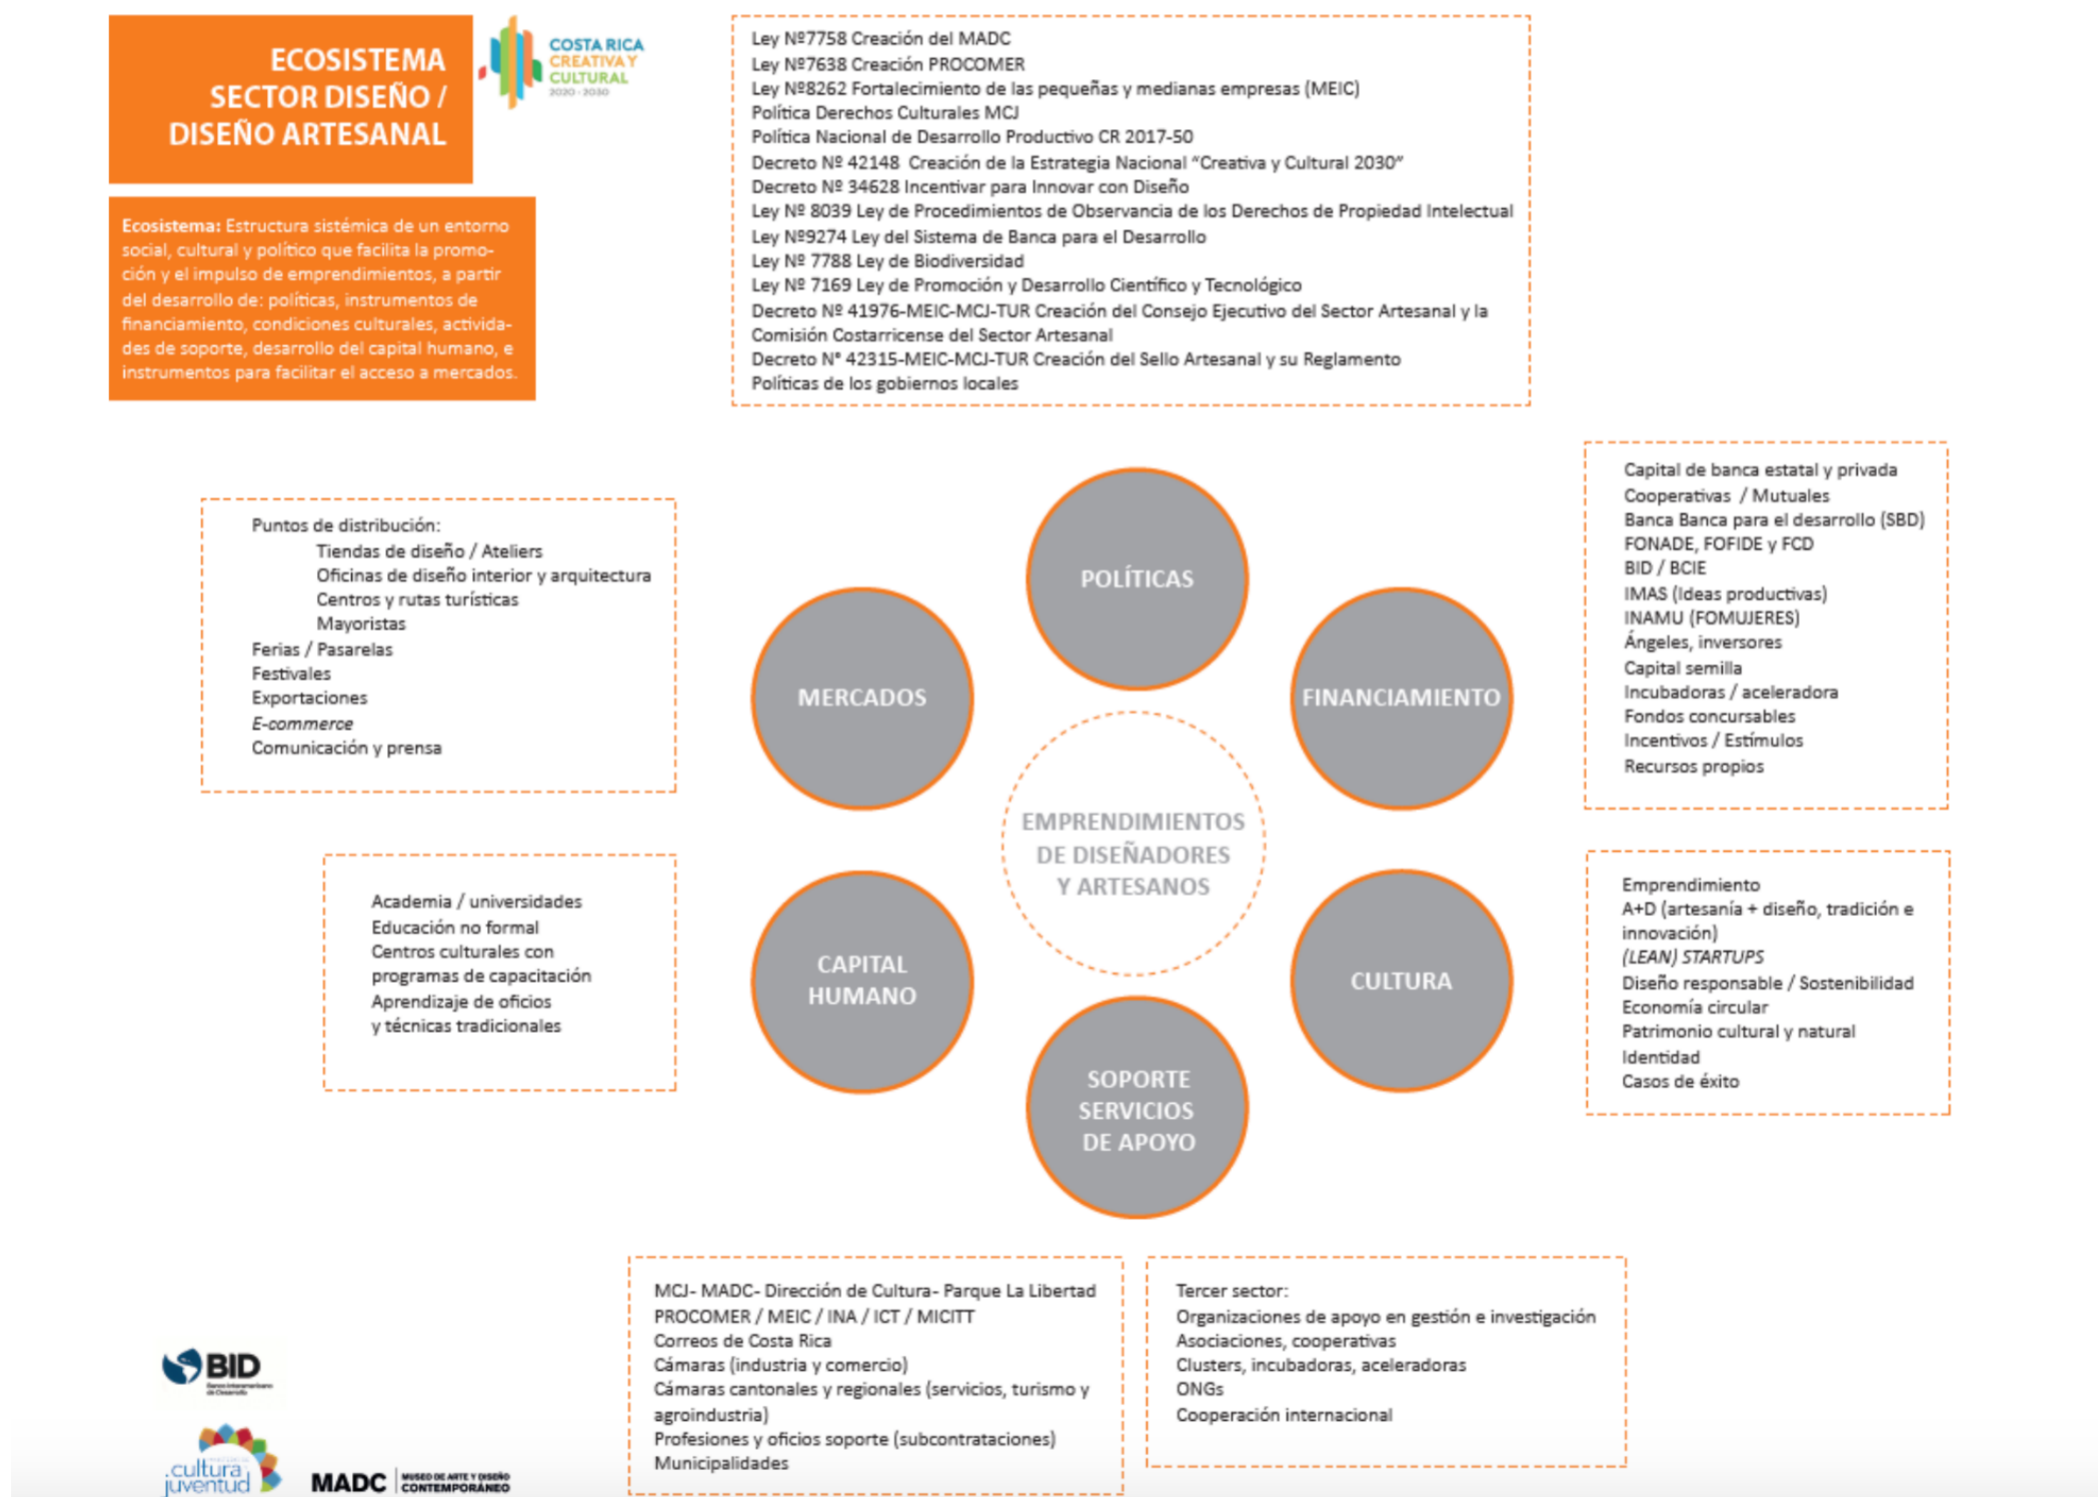 ECOSISTEMA
SECTOR DISEÑO /
DISEÑO ARTESANAL
COSTA RICA
CREATIVA Y
CULTURAL
2020 - 2030
Ecosistema: Estructura sistémica de un entorno
social, cultural y político que facilita la promo-
ción y el impulso de emprendimientos, a partir
del desarrollo de: políticas, instrumentos de
financiamiento, condiciones culturales, activida-
des de soporte, desarrollo del capital humano, e
instrumentos para facilitar el acceso a mercados.
Ley Nº7758 Creación del MADC
Ley Nº7638 Creación PROCOMER
Ley Nº8262 Fortalecimiento de las pequeñas y medianas empresas (MEIC)
Política Derechos Culturales MCJ
Política Nacional de Desarrollo Productivo CR 2017-50
Decreto Nº 42148 Creación de la Estrategia Nacional “Creativa y Cultural 2030”
Decreto Nº 34628 Incentivar para Innovar con Diseño
Ley Nº 8039 Ley de Procedimientos de Observancia de los Derechos de Propiedad Intelectual
Ley Nº9274 Ley del Sistema de Banca para el Desarrollo
Ley Nº 7788 Ley de Biodiversidad
Ley Nº 7169 Ley de Promoción y Desarrollo Científico y Tecnológico
Decreto Nº 41976-MEIC-MCJ-TUR Creación del Consejo Ejecutivo del Sector Artesanal y la
Comisión Costarricense del Sector Artesanal
Decreto N° 42315-MEIC-MCJ-TUR Creación del Sello Artesanal y su Reglamento
Políticas de los gobiernos locales
Puntos de distribución:
Tiendas de diseño / Ateliers
Oficinas de diseño interior y arquitectura
Centros y rutas turísticas
Mayoristas
Ferias / Pasarelas
Festivales
Exportaciones
E-commerce
Comunicación y prensa
POLÍTICAS
MERCADOS
FINANCIAMIENTO
EMPRENDIMIENTOS
DE DISEÑADORES
Y ARTESANOS
CAPITAL
HUMANO
CULTURA
SOPORTE
SERVICIOS
DE APOYO
Capital de banca estatal y privada
Cooperativas / Mutuales
Banca Banca para el desarrollo (SBD)
FONADE, FOFIDE y FCD
BID / BCIE
IMAS (Ideas productivas)
INAMU (FOMUJERES)
Ángeles, inversores
Capital semilla
Incubadoras / aceleradora
Fondos concursables
Incentivos / Estímulos
Recursos propios
Academia / universidades
Educación no formal
Centros culturales con
programas de capacitación
Aprendizaje de oficios
y técnicas tradicionales
Emprendimiento
A+D (artesanía + diseño, tradición e
innovación)
(LEAN) STARTUPS
Diseño responsable / Sostenibilidad
Economía circular
Patrimonio cultural y natural
Identidad
Casos de éxito
MCJ- MADC- Dirección de Cultura- Parque La Libertad
PROCOMER / MEIC / INA / ICT / MICITT
Correos de Costa Rica
Cámaras (industria y comercio)
Cámaras cantonales y regionales (servicios, turismo y
agroindustria)
Profesiones y oficios soporte (subcontrataciones)
Municipalidades
Tercer sector:
Organizaciones de apoyo en gestión e investigación
Asociaciones, cooperativas
Clusters, incubadoras, aceleradoras
ONGs
Cooperación internacional
BID
Banco Interamericano
de Desarrollo
cultura
juventud
MADC
MUSEO DE ARTE Y DISEÑO
CONTEMPORÁNEO